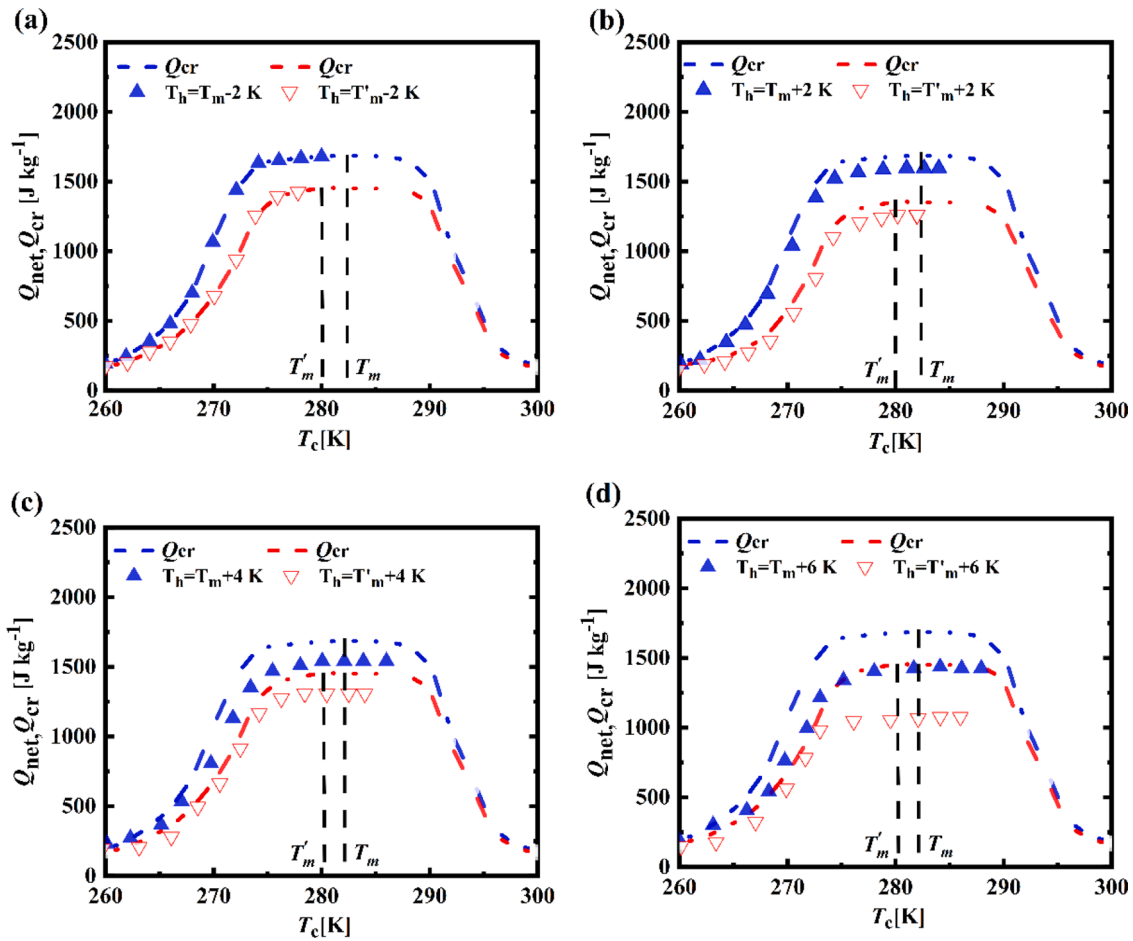 (a)
2500
2000
1500
1000
500
0
Qnet,Qcr [J kg-1]
Qcr Qcr
Th=Tm-2 K Th=T'm-2 K
T'm Tm
260 270 280 290 300
Tc[K]
(b)
2500
2000
1500
1000
500
0
Qnet,Qcr [J kg-1]
Qcr Qcr
Th=Tm+2 K Th=T'm+2 K
T'm Tm
260 270 280 290 300
Tc[K]
(c)
2500
2000
1500
1000
500
0
Qnet,Qcr [J kg-1]
Qcr Qcr
Th=Tm+4 K Th=T'm+4 K
T'm Tm
260 270 280 290 300
Tc[K]
(d)
2500
2000
1500
1000
500
0
Qnet,Qcr [J kg-1]
Qcr Qcr
Th=Tm+6 K Th=T'm+6 K
T'm Tm
260 270 280 290 300
Tc[K]